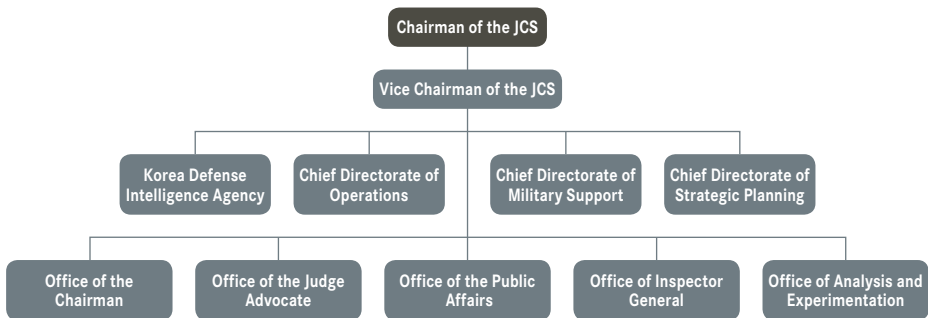 Chairman of the JCS
Vice Chairman of the JCS
Korea Defense
Intelligence Agency
Chief Directorate of
Operations
Chief Directorate of
Military Support
Chief Directorate of
Strategic Planning
Office of the
Chairman
Office of the Judge
Advocate
Office of the Public
Affairs
Office of Inspector
General
Office of Analysis and
Experimentation